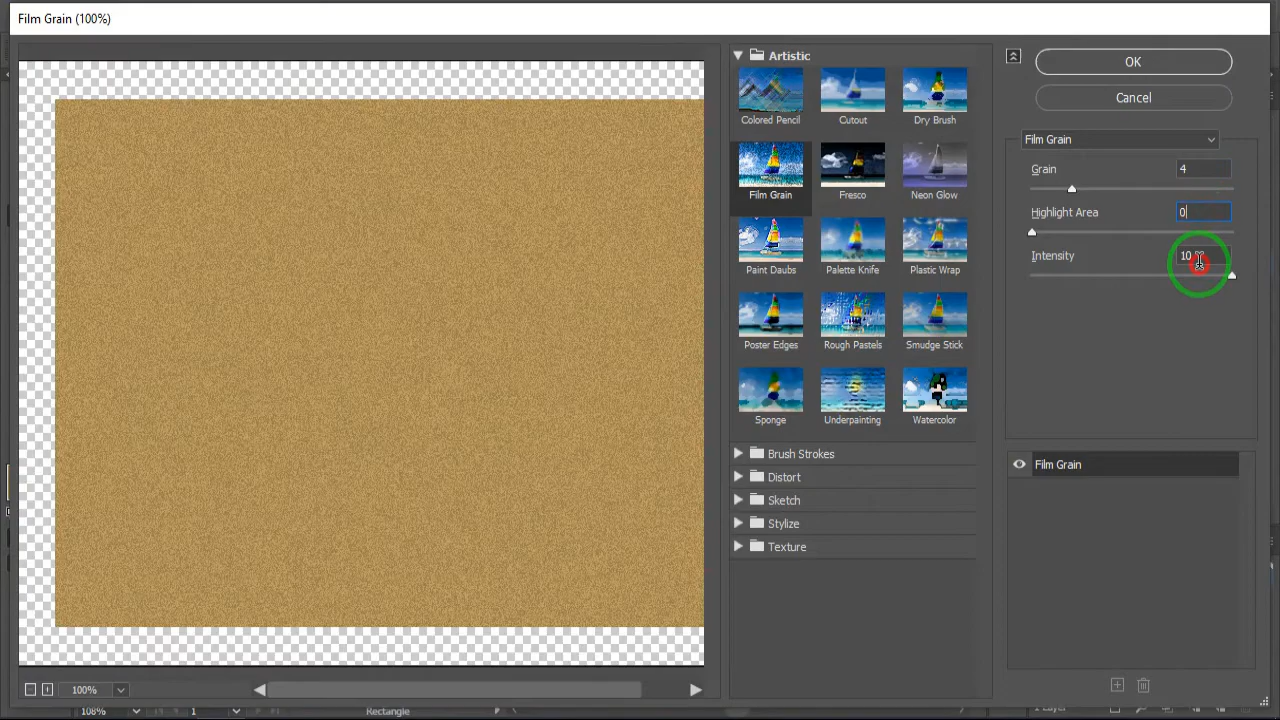 Film Grain (100%)
Artistic
Colored Pencil
Cutout
Dry Brush
Film Grain
Fresco
Neon Glow
Paint Daubs
Palette Knife
Plastic Wrap
Poster Edges
Rough Pastels
Smudge Stick
Sponge
Underpainting
Watercolor
Brush Strokes
Distort
Sketch
Stylize
Texture
OK
Cancel
Film Grain
Grain 4
Highlight Area 0
Intensity 10
Film Grain
100%
108% 1 Rectangle